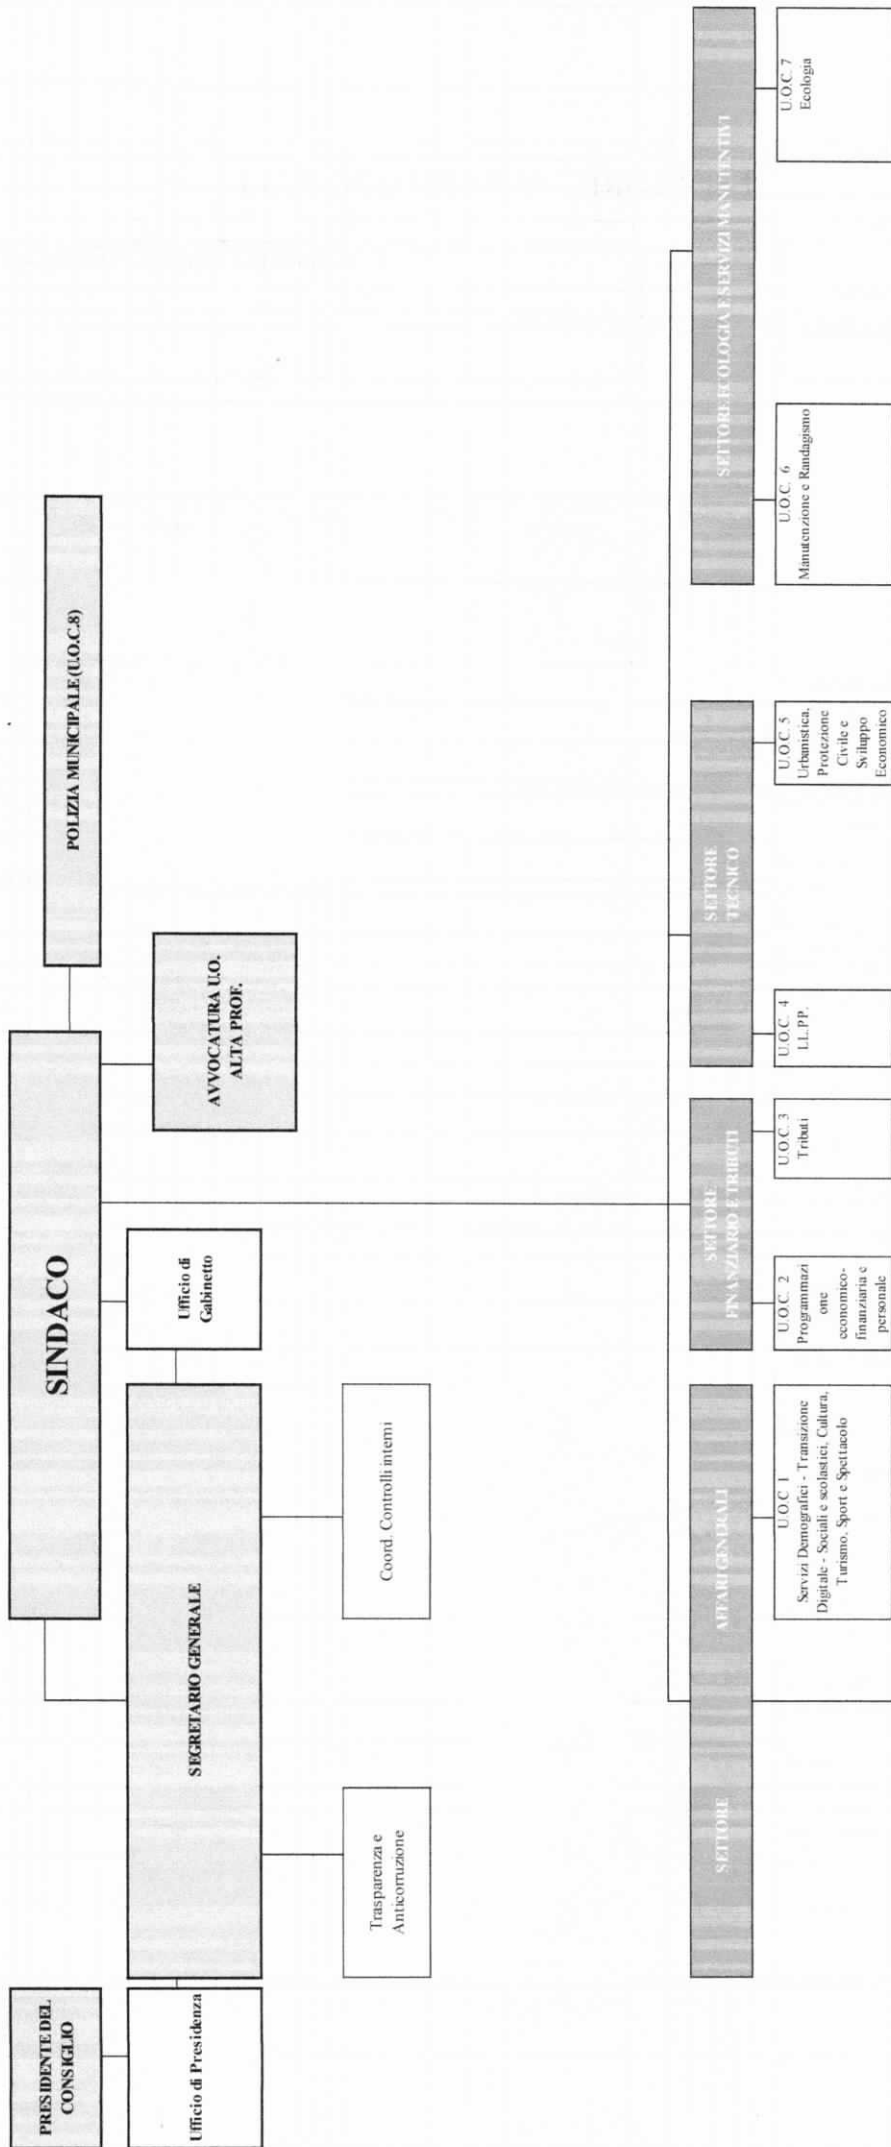 PRESIDENTE DEL
CONSIGLIO
Ufficio di Presidenza
SINDACO
SEGRETARIO GENERALE
Ufficio di
Gabinetto
Trasparenza e
Anticorruzione
Coord. Controlli interni
AVVOCATURA U.O.
ALTA PROF.
POLIZIA MUNICIPALE (U.O.C.8)
SETTORE AFFARI GENERALI
U.O.C 1
Servizi Demografici - Transizione
Digitale - Sociali e scolastici, Cultura,
Turismo, Sport e Spettacolo
SETTORE
FINANZIARIO E TRIBUTI
U.O.C. 2
Programmazi
one
economico-
finanziaria e
personale
U.O.C. 3
Tributi
SETTORE
TECNICO
U.O.C. 4
LL.PP.
U.O.C. 5
Urbanistica,
Protezione
Civile e
Sviluppo
Economico
SETTORE ECOLOGIA E SERVIZI MANUTENTIVI
U.O.C. 6
Manutenzione e Randagismo
U.O.C. 7
Ecologia